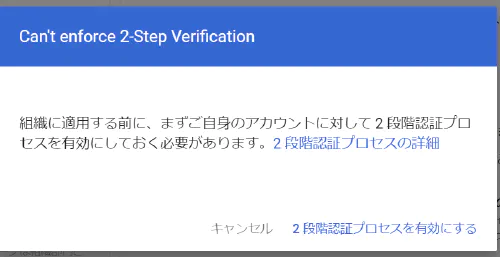 Can't enforce 2-Step Verification
組織に適用する前に、まずご自身のアカウントに対して 2 段階認証プロ
セスを有効にしておく必要があります。2 段階認証プロセスの詳細
キャンセル 2 段階認証プロセスを有効にする